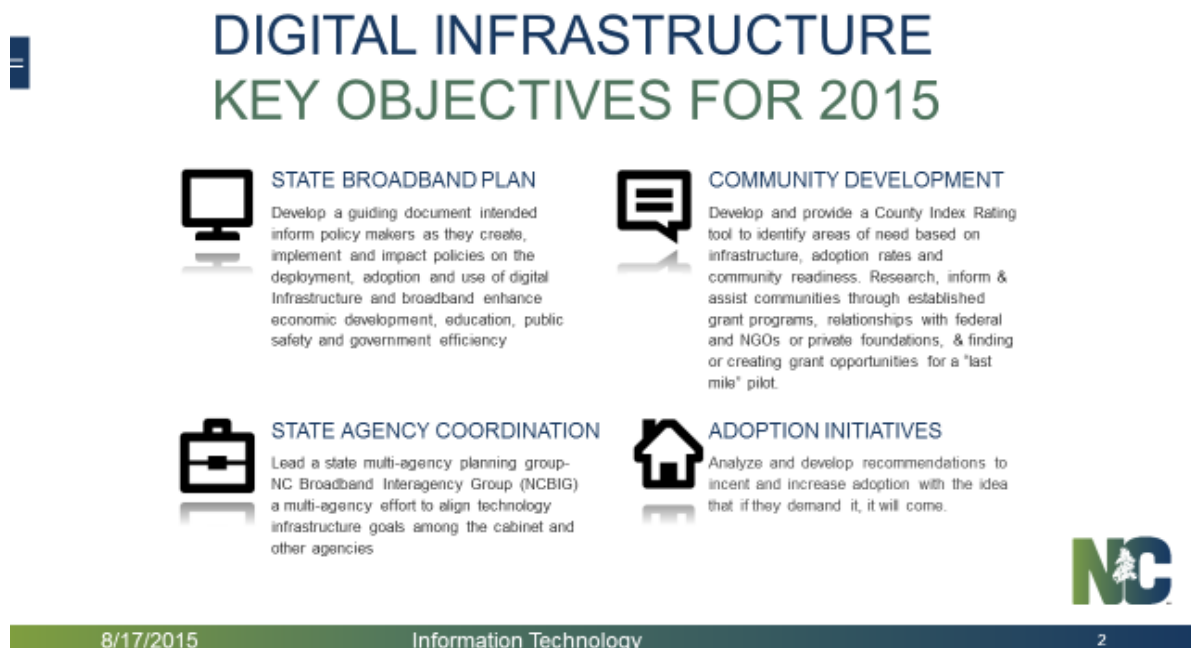 DIGITAL INFRASTRUCTURE
KEY OBJECTIVES FOR 2015
STATE BROADBAND PLAN
Develop a guiding document intended
inform policy makers as they create,
implement and impact policies on the
deployment, adoption and use of digital
Infrastructure and broadband enhance
economic development, education, public
safety and government efficiency
COMMUNITY DEVELOPMENT
Develop and provide a County Index Rating
tool to identify areas of need based on
infrastructure, adoption rates and
community readiness. Research, inform &
assist communities through established
grant programs, relationships with federal
and NGOs or private foundations, & finding
or creating grant opportunities for a "last
mile" pilot.
STATE AGENCY COORDINATION
Lead a state multi-agency planning group-
NC Broadband Interagency Group (NCBIG)
a multi-agency effort to align technology
infrastructure goals among the cabinet and
other agencies
ADOPTION INITIATIVES
Analyze and develop recommendations to
incent and increase adoption with the idea
that if they demand it, it will come.
NC
8/17/2015
Information Technology
2